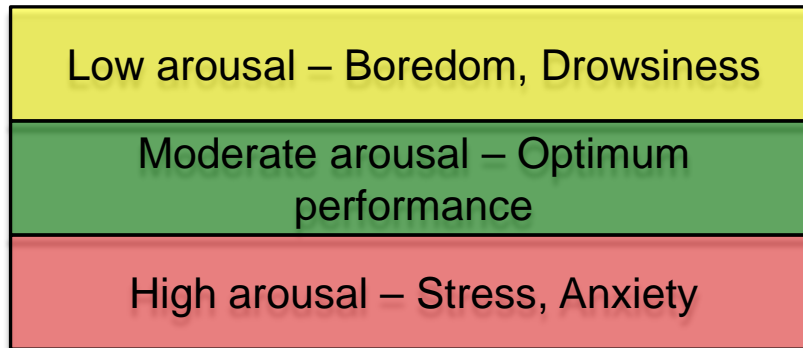 Low arousal – Boredom, Drowsiness
Moderate arousal – Optimum
performance
High arousal – Stress, Anxiety